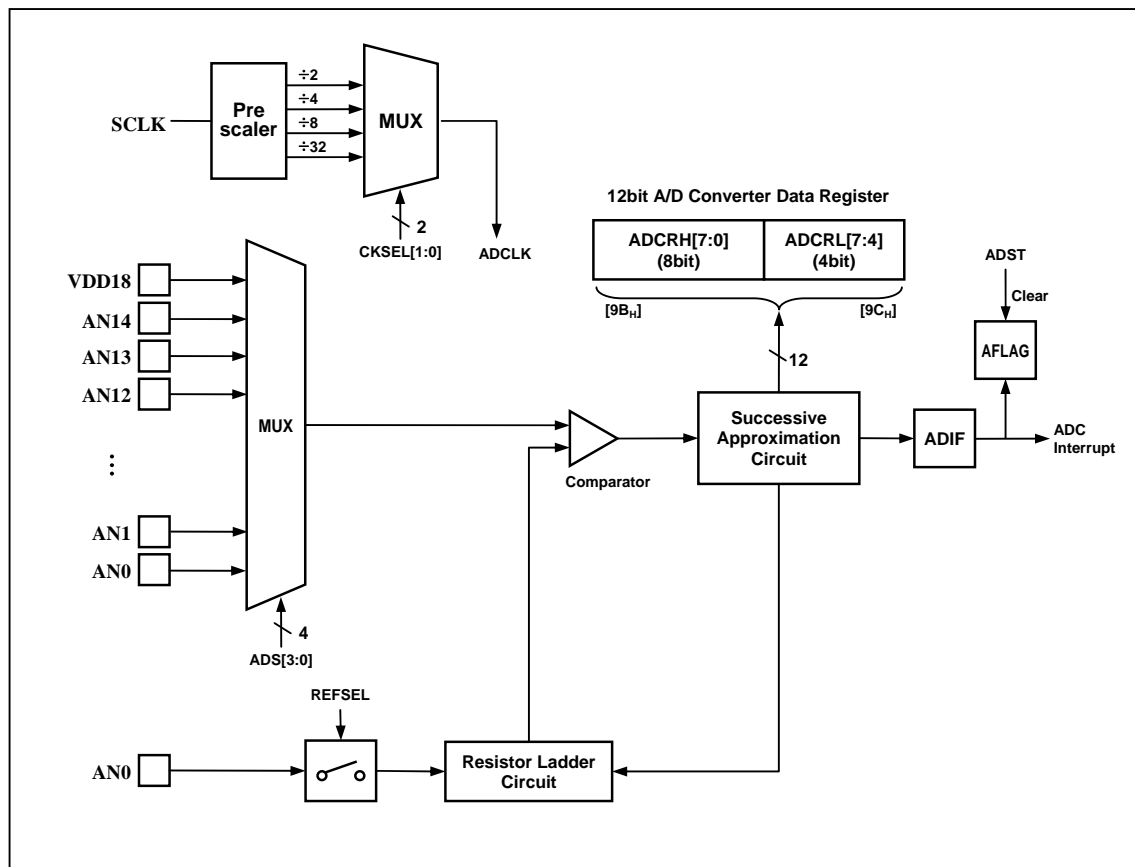 SCLK
Pre
scaler
÷2
÷4
÷8
÷32
MUX
2
CKSEL[1:0]
ADCLK
12bit A/D Converter Data Register
ADCRH[7:0]
(8bit)
ADCRL[7:4]
(4bit)
[9BH]
[9CH]
12
ADST
Clear
AFLAG
VDD18
AN14
AN13
AN12
...
AN1
AN0
MUX
4
ADS[3:0]
Comparator
Successive
Approximation
Circuit
ADIF
ADC
Interrupt
REFSEL
AN0
Resistor Ladder
Circuit